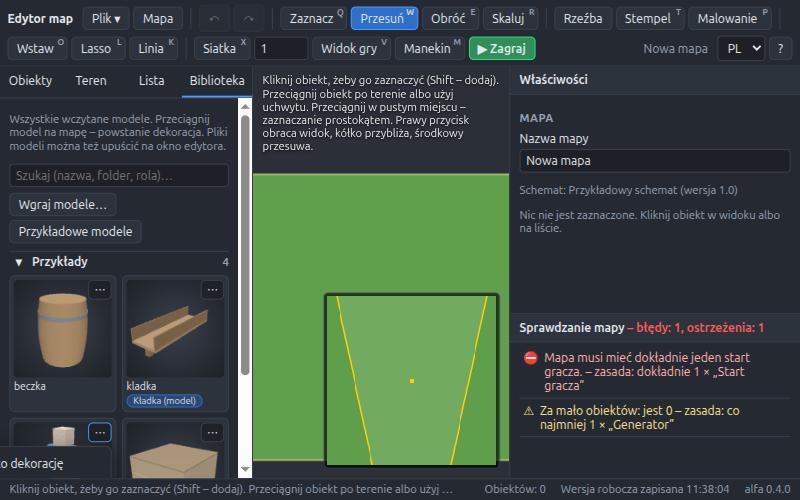 Edytor map Plik ▾ Mapa Zaznacz Q Przesuń W Obróć E Skaluj R Rzeźba Stempel T Malowanie P
Wstaw O Lasso L Linia K Siatka X 1 Widok gry V Manekin M ▶ Zagraj Nowa mapa PL ?
Obiekty Teren Lista Biblioteka
Wszystkie wczytane modele. Przeciągnij
model na mapę – powstanie dekoracja. Pliki
modeli można też upuścić na okno edytora.
Szukaj (nazwa, folder, rola)…
Wgraj modele…
Przykładowe modele
▼ Przykłady 4
beczka
kładka
Kładka (model)
o dekorację
Kliknij obiekt, żeby go zaznaczyć (Shift – dodaj).
Przeciągnij obiekt po terenie albo użyj
uchwytu. Przeciągnij w pustym miejscu –
zaznaczanie prostokątem. Prawy przycisk
obraca widok, kółko przybliża, środkowy
przesuwa.
Właściwości
MAPA
Nazwa mapy
Nowa mapa
Schemat: Przykładowy schemat (wersja 1.0)
Nic nie jest zaznaczone. Kliknij obiekt w widoku albo
na liście.
Sprawdzanie mapy – błędy: 1, ostrzeżenia: 1
Mapa musi mieć dokładnie jeden start
gracza. – zasada: dokładnie 1 × „Start
gracza”
Za mało obiektów: jest 0 – zasada: co
najmniej 1 × „Generator”
Kliknij obiekt, żeby go zaznaczyć (Shift – dodaj). Przeciągnij obiekt po terenie albo użyj … Obiektów: 0 Wersja robocza zapisana 11:38:04 alfa 0.4.0